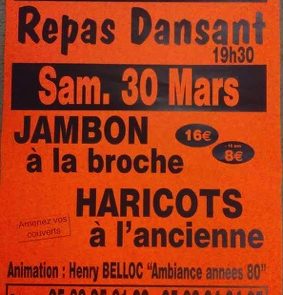 Repas Dansant
19h30
Sam. 30 Mars
JAMBON
à la broche
16€
8€
HARICOTS
à l'ancienne
Amenez vos
couverts
Animation : Henry BELLOC "Ambiance annees 80"